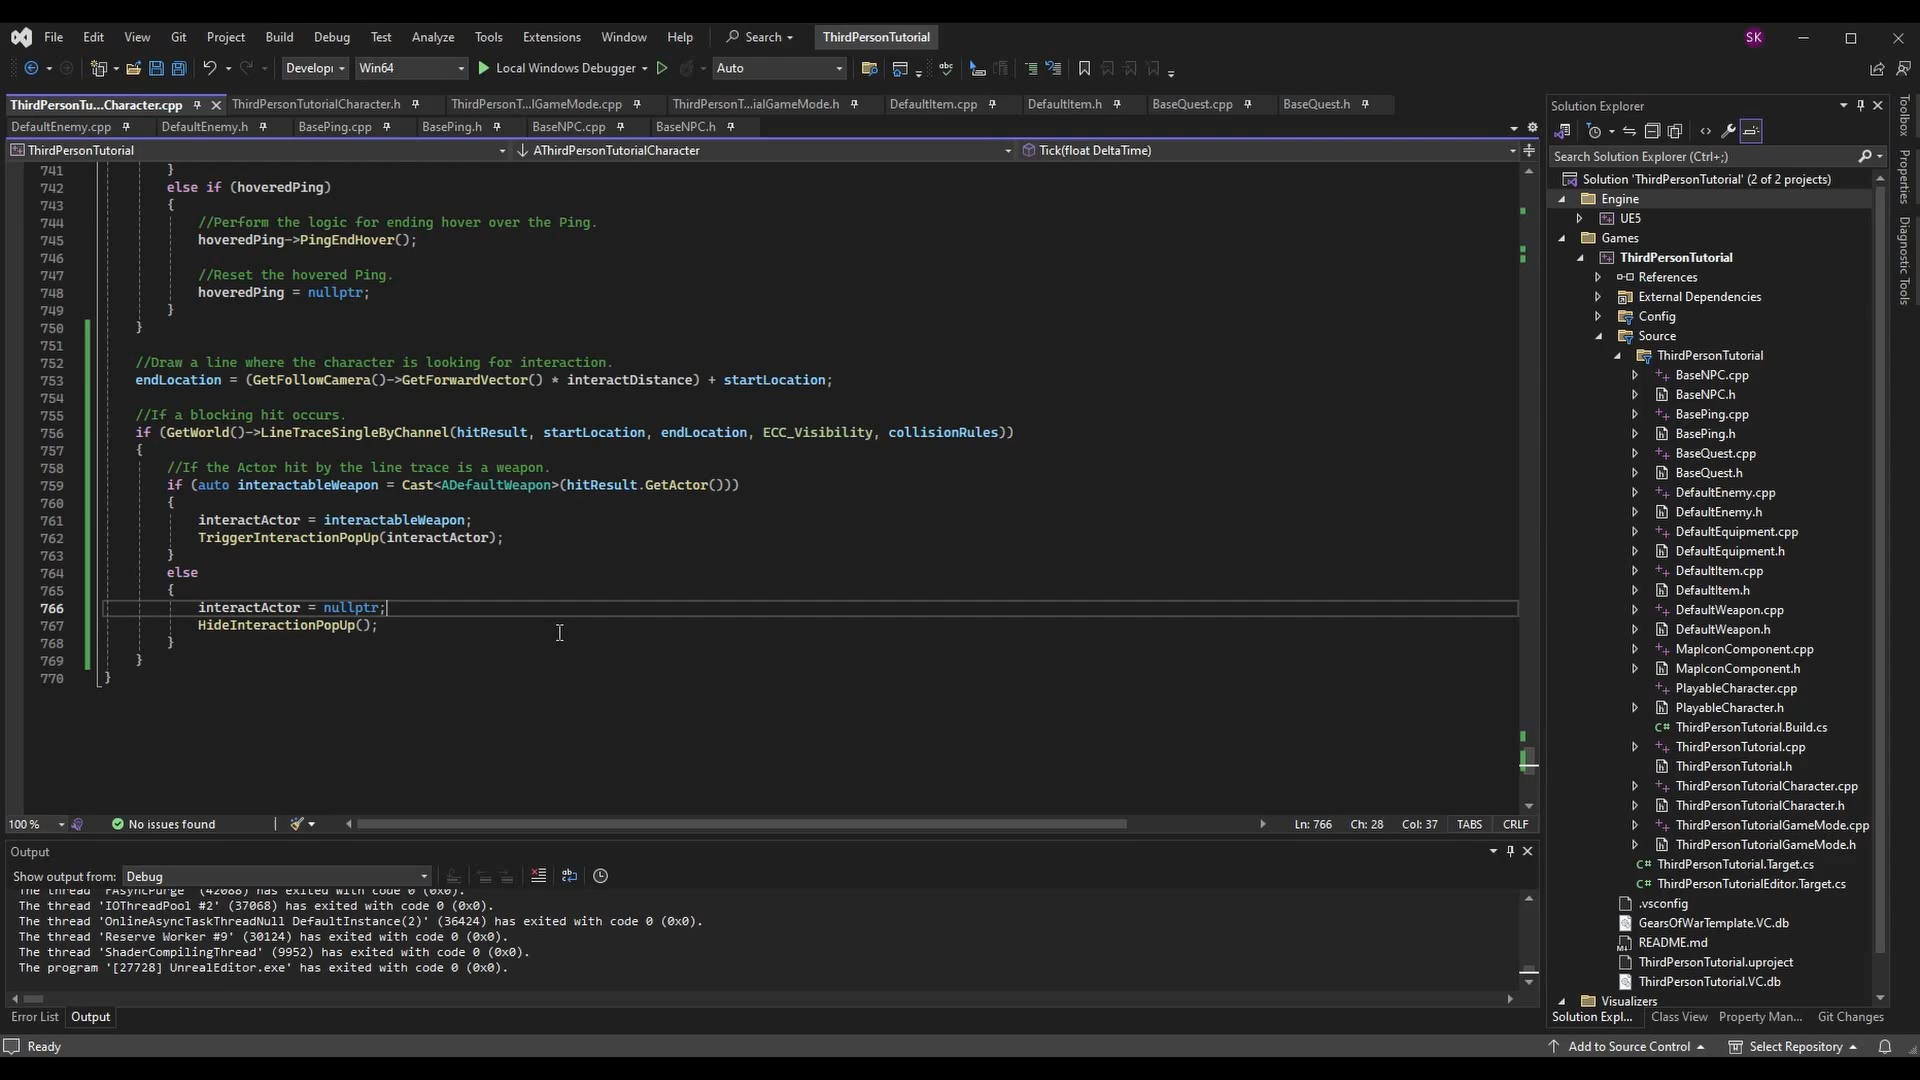 File Edit View Git Project Build Debug Test Analyze Tools Extensions Window Help Search ThirdPersonTutorial SK
Developı Win64 Local Windows Debugger Auto
ThirdPersonTu...Character.cpp ThirdPersonTutorialCharacter.h ThirdPersonT...lGameMode.cpp ThirdPersonT...ialGameMode.h DefaultItem.cpp DefaultItem.h BaseQuest.cpp BaseQuest.h
DefaultEnemy.cpp DefaultEnemy.h BasePing.cpp BasePing.h BaseNPC.cpp BaseNPC.h
ThirdPersonTutorial AThirdPersonTutorialCharacter Tick(float DeltaTime)
741 }
742 else if (hoveredPing)
743 {
744 //Perform the logic for ending hover over the Ping.
745 hoveredPing->PingEndHover();
746
747 //Reset the hovered Ping.
748 hoveredPing = nullptr;
749 }
750 }
751
752 //Draw a line where the character is looking for interaction.
753 endLocation = (GetFollowCamera()->GetForwardVector() * interactDistance) + startLocation;
754
755 //If a blocking hit occurs.
756 if (GetWorld()->LineTraceSingleByChannel(hitResult, startLocation, endLocation, ECC_Visibility, collisionRules))
757 {
758 //If the Actor hit by the line trace is a weapon.
759 if (auto interactableWeapon = Cast<ADefaultWeapon>(hitResult.GetActor()))
760 {
761 interactActor = interactableWeapon;
762 TriggerInteractionPopUp(interactActor);
763 }
764 else
765 {
766 interactActor = nullptr;
767 HideInteractionPopUp();
768 }
769 }
770 }
100 % No issues found Ln: 766 Ch: 28 Col: 37 TABS CRLF
Output
Show output from: Debug
The thread 'FAsyncPurge' (42088) has exited with code 0 (0x0).
The thread 'IOThreadPool #2' (37068) has exited with code 0 (0x0).
The thread 'OnlineAsyncTaskThreadNull DefaultInstance(2)' (36424) has exited with code 0 (0x0).
The thread 'Reserve Worker #9' (30124) has exited with code 0 (0x0).
The thread 'ShaderCompilingThread' (9952) has exited with code 0 (0x0).
The program '[27728] UnrealEditor.exe' has exited with code 0 (0x0).
Error List Output
Ready
Solution Explorer
Search Solution Explorer (Ctrl+;)
Solution 'ThirdPersonTutorial' (2 of 2 projects)
Engine
UE5
Games
ThirdPersonTutorial
References
External Dependencies
Config
Source
ThirdPersonTutorial
BaseNPC.cpp
BaseNPC.h
BasePing.cpp
BasePing.h
BaseQuest.cpp
BaseQuest.h
DefaultEnemy.cpp
DefaultEnemy.h
DefaultEquipment.cpp
DefaultEquipment.h
DefaultItem.cpp
DefaultItem.h
DefaultWeapon.cpp
DefaultWeapon.h
MapIconComponent.cpp
MapIconComponent.h
PlayableCharacter.cpp
PlayableCharacter.h
ThirdPersonTutorial.Build.cs
ThirdPersonTutorial.cpp
ThirdPersonTutorial.h
ThirdPersonTutorialCharacter.cpp
ThirdPersonTutorialCharacter.h
ThirdPersonTutorialGameMode.cpp
ThirdPersonTutorialGameMode.h
ThirdPersonTutorial.Target.cs
ThirdPersonTutorialEditor.Target.cs
.vsconfig
GearsOfWarTemplate.VC.db
README.md
ThirdPersonTutorial.uproject
ThirdPersonTutorial.VC.db
Visualizers
Solution Expl... Class View Property Man... Git Changes
Add to Source Control Select Repository
Toolbox
Properties
Diagnostic Tools